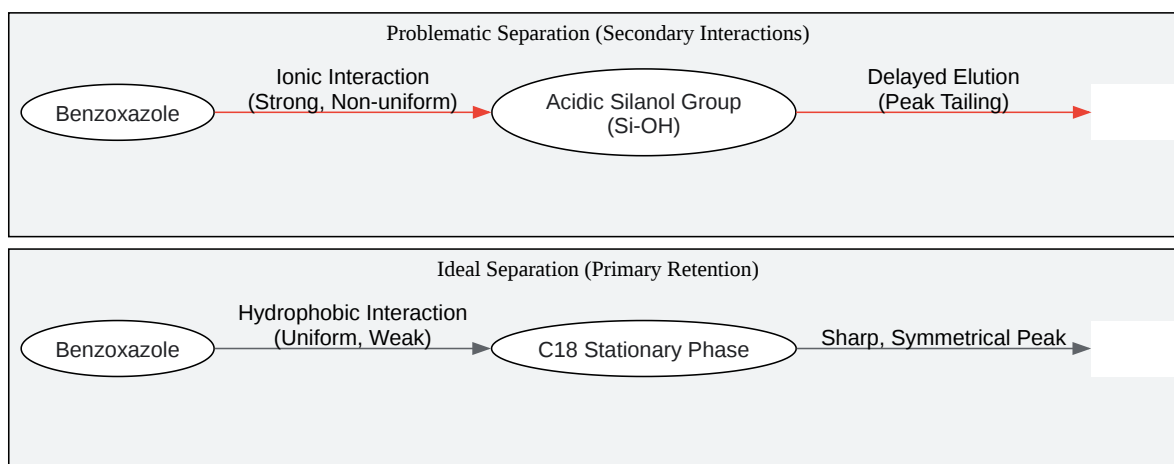 Problematic Separation (Secondary Interactions)
Benzoxazole
Ionic Interaction
(Strong, Non-uniform)
Acidic Silanol Group
(Si-OH)
Delayed Elution
(Peak Tailing)
Ideal Separation (Primary Retention)
Benzoxazole
Hydrophobic Interaction
(Uniform, Weak)
C18 Stationary Phase
Sharp, Symmetrical Peak